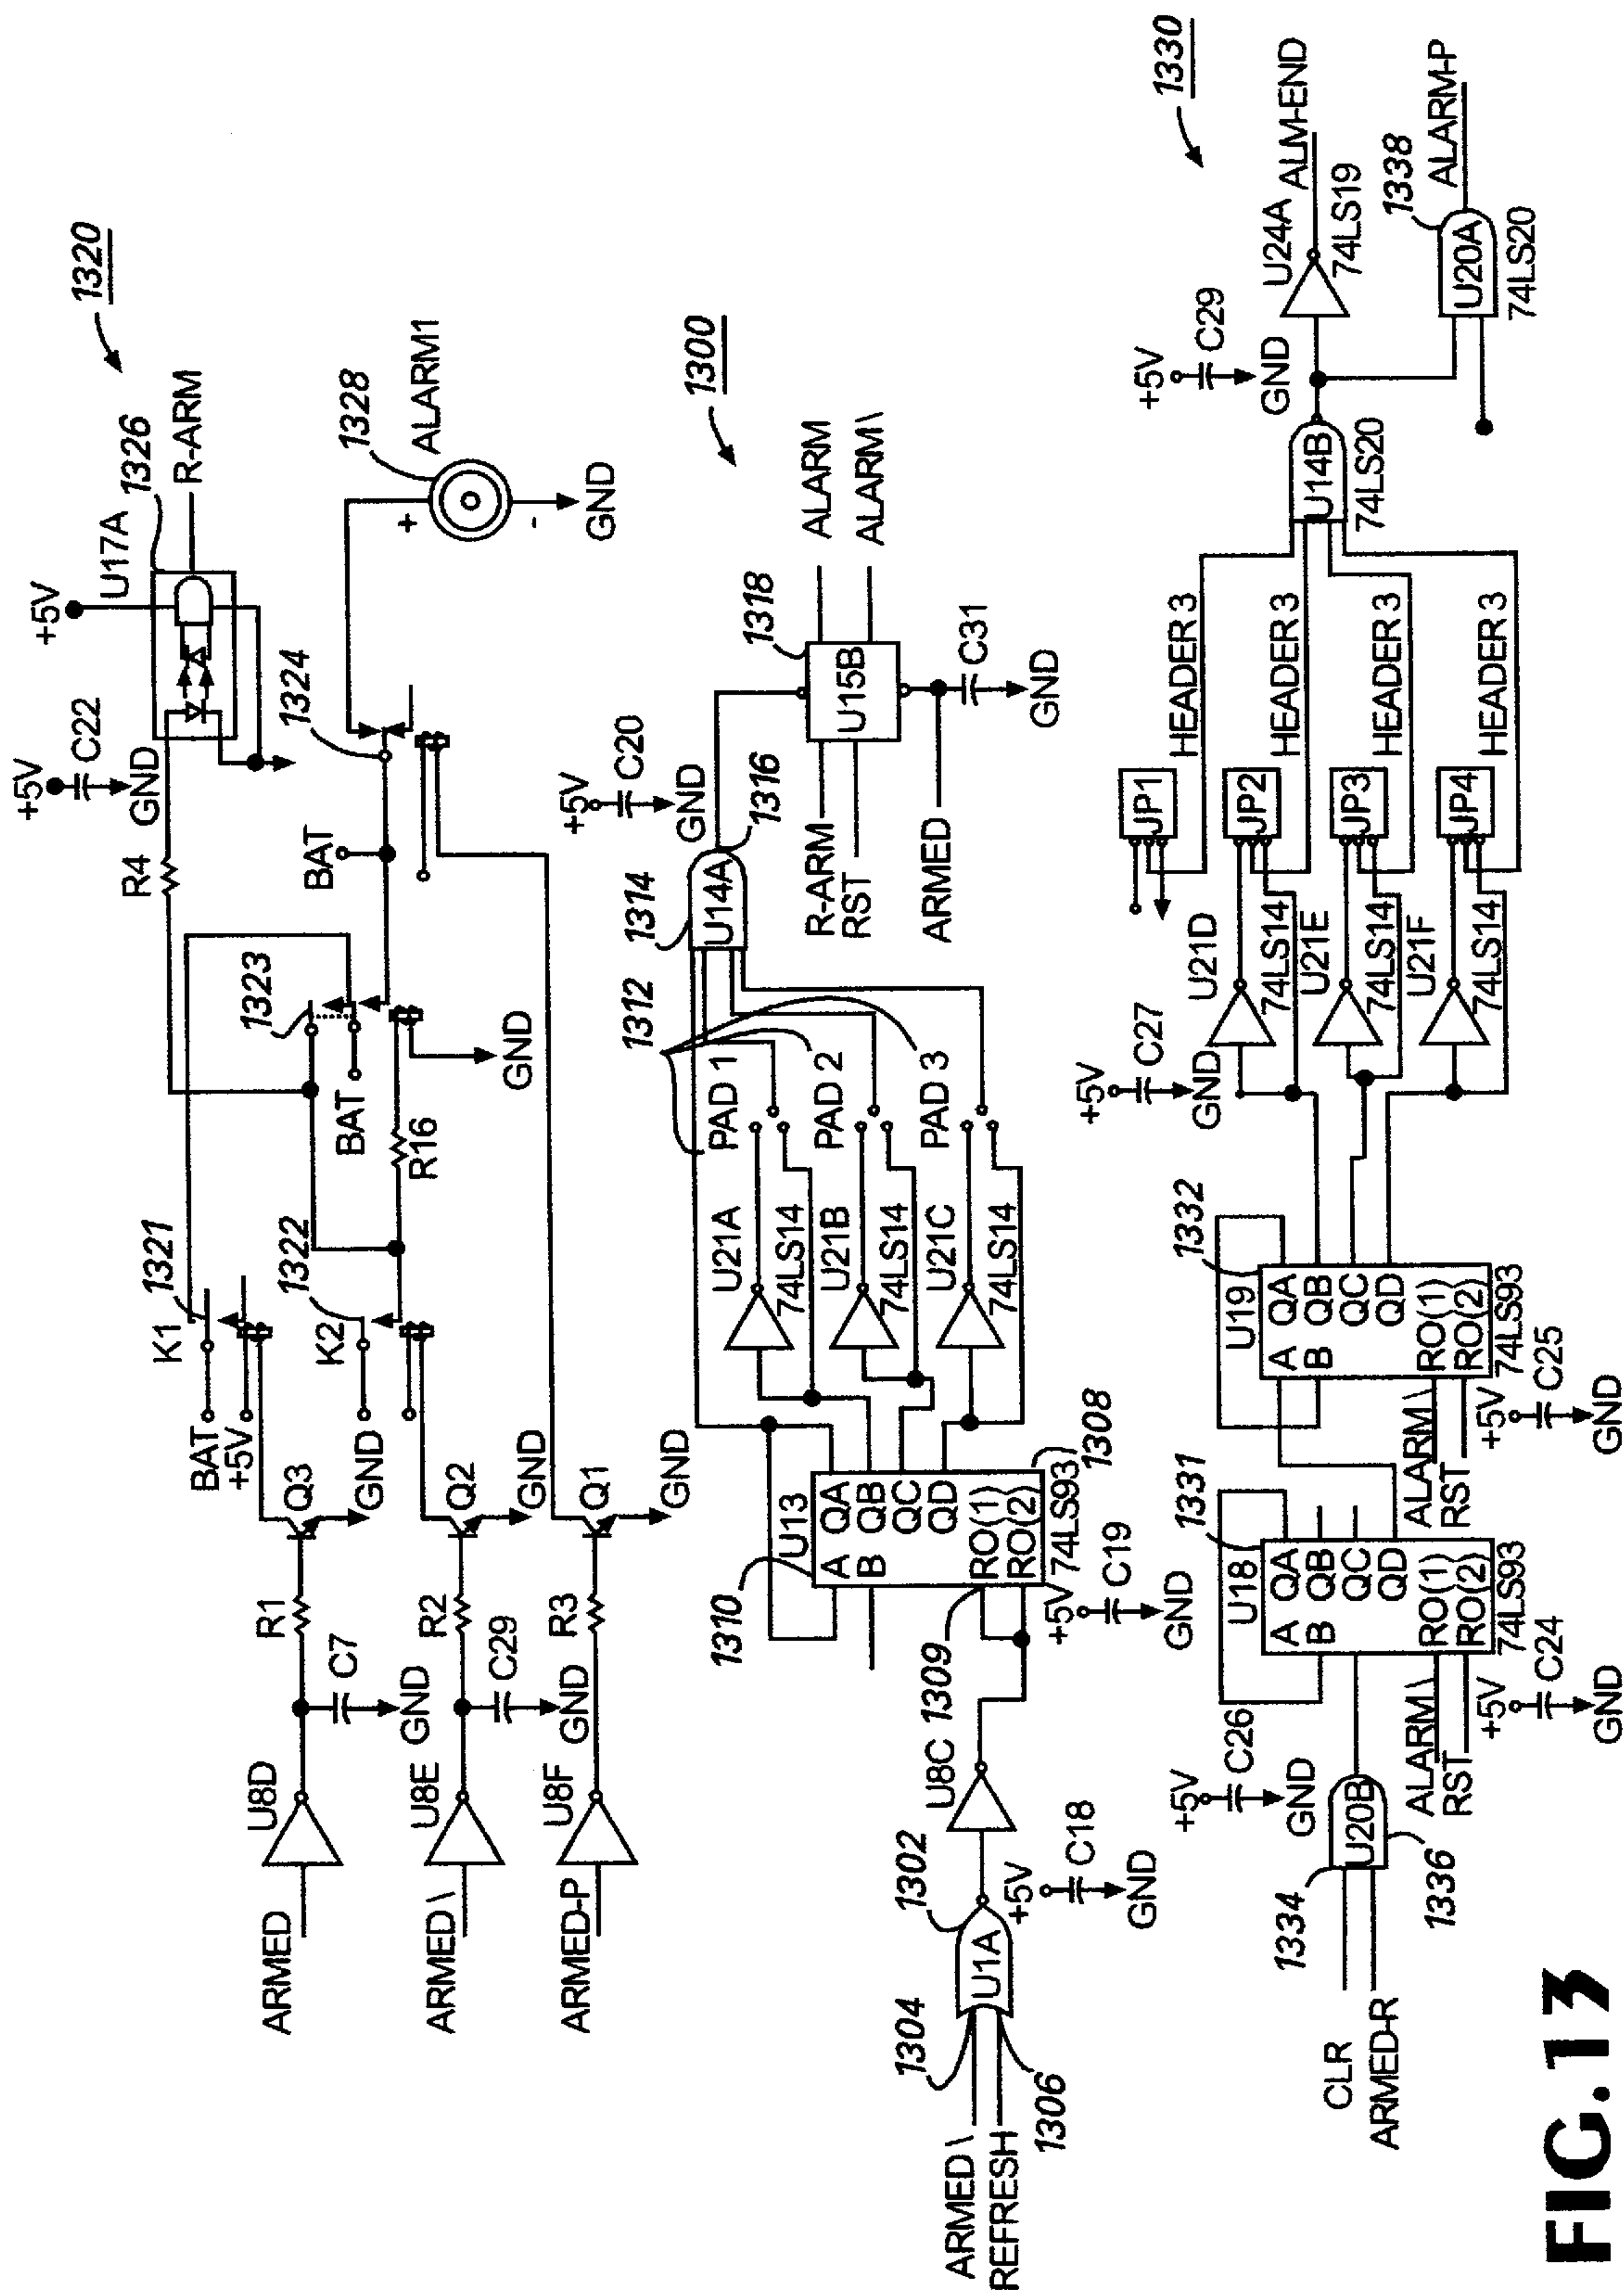 1320
+5V
C22
GND
+5V
U17A
1326
R-ARM
R4
BAT
1324
1328
ALARM1
+
-
GND
K1
1321
BAT
+5V
1323
BAT
GND
K2
1322
R16
ARMED
U8D
R1
Q3
C7
GND
GND
ARMED \
U8E
R2
Q2
C29
GND
GND
ARMED-P
U8F
R3
Q1
GND
1300
ARMED \
REFRESH
1304
1306
1302
U1A
+5V
C18
GND
U8C
1309
1310
U13
A
B
QA
QB
QC
QD
RO(1)
RO(2)
74LS93
1308
+5V
C19
GND
U21A
74LS14
U21B
74LS14
U21C
74LS14
PAD 1
PAD 2
PAD 3
1312
1314
U14A
1316
+5V
C20
GND
R-ARM
RST
ARMED
1318
U15B
ALARM
ALARM \
C31
GND
1330
CLR
ARMED-R
1334
1336
U20B
+5V
C26
GND
ALARM \
RST
1331
U18
A
B
QA
QB
QC
QD
RO(1)
RO(2)
74LS93
+5V
C24
GND
ALARM \
RST
1332
U19
A
B
QA
QB
QC
QD
RO(1)
RO(2)
74LS93
+5V
C25
GND
+5V
C27
GND
U21D
74LS14
U21E
74LS14
U21F
74LS14
JP1
HEADER 3
JP2
HEADER 3
JP3
HEADER 3
JP4
HEADER 3
U14B
74LS20
+5V
C29
GND
U24A
74LS19
ALM-END
1338
U20A
74LS20
ALARM-P
FIG.13